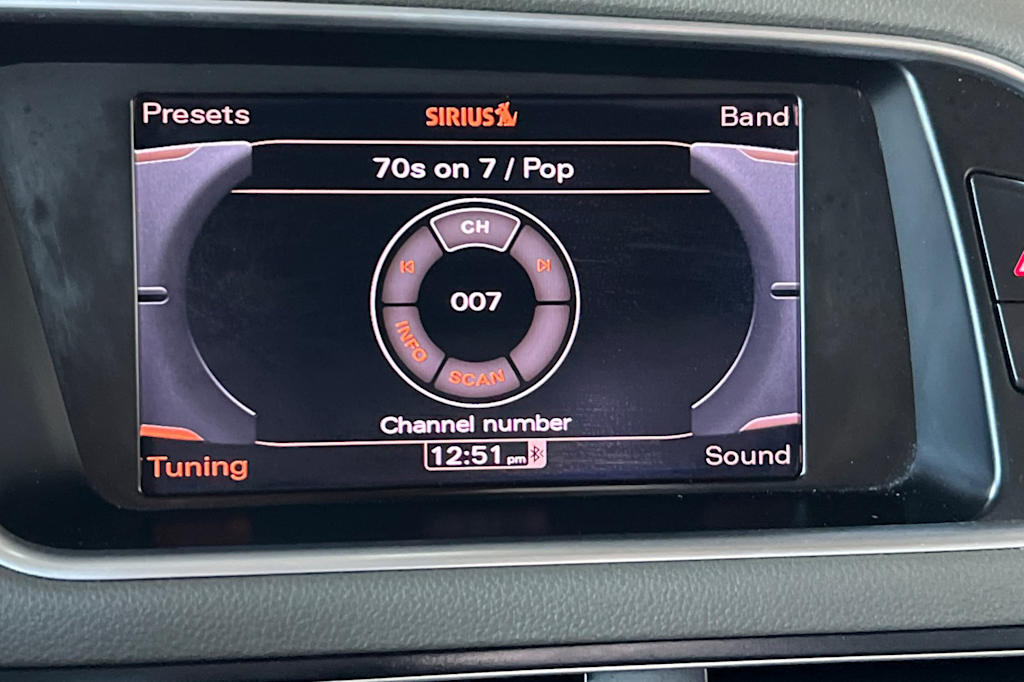 Presets SIRIUS Band
70s on 7 / Pop
CH
007
INFO
SCAN
Channel number
Tuning 12:51 pm Sound